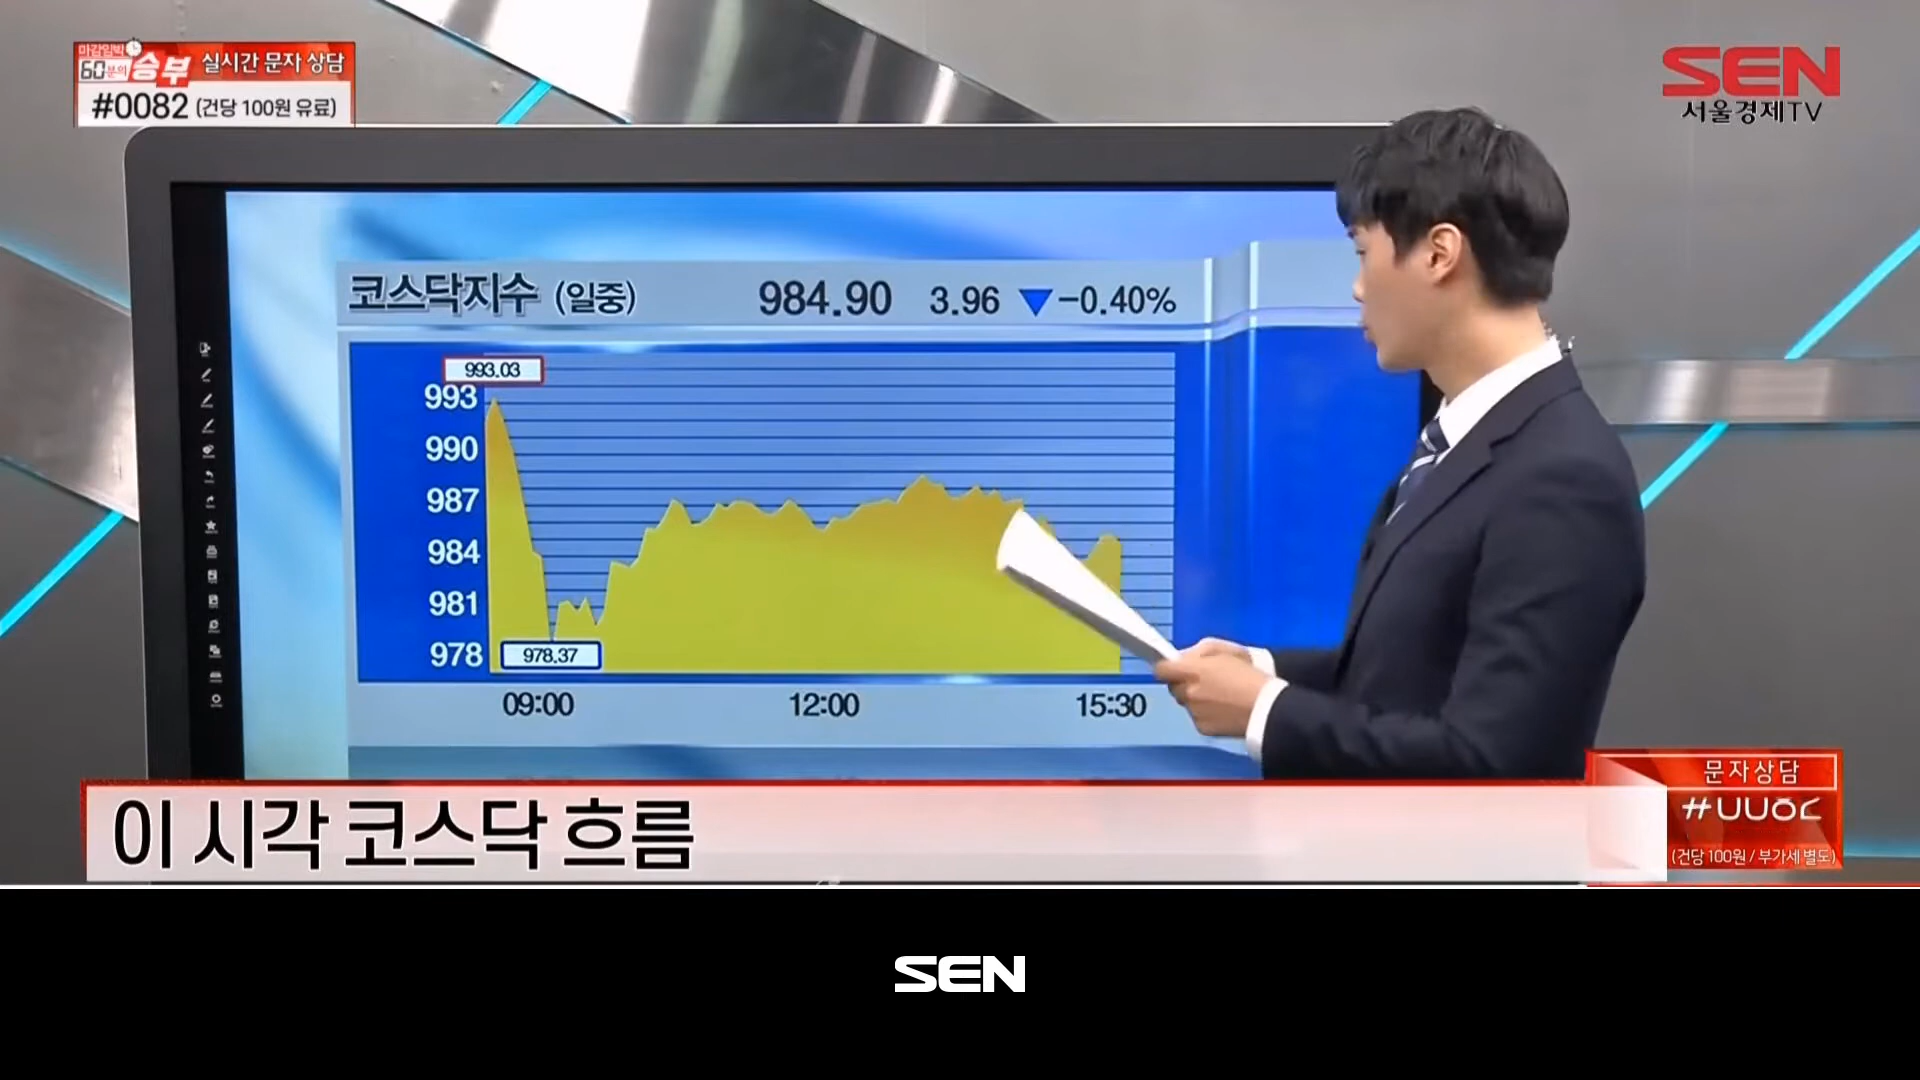 마감임박
60분의 승부 실시간 문자 상담
#0082 (건당 100원 유료)
SEN
서울경제TV
코스닥지수 (일중) 984.90 3.96 ▼-0.40%
993.03
993
990
987
984
981
978
978.37
09:00 12:00 15:30
문자상담
(건당 100원 / 부가세 별도)
이 시각 코스닥 흐름
SEN